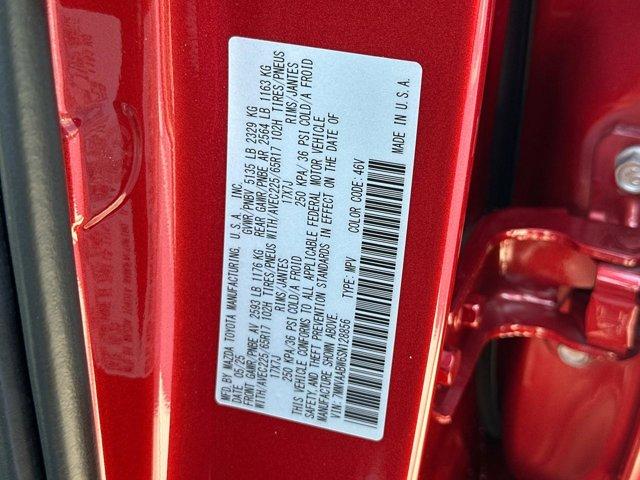 MFD.BY MAZDA TOYOTA MANUFACTURING, U.S.A., INC.
DATE: 05/25 GVWR/PNBV 5135 LB 2329 KG
FRONT GAWR/PNBE AV 2593 LB 1176 KG REAR GAWR/PNBE AR 2564 LB 1163 KG
WITH/AVEC225/65R17 102H TIRES/PNEUS WITH/AVEC225/65R17 102H TIRES/PNEUS
17X7J RIMS/JANTES 17X7J RIMS/JANTES
250 KPA/ 36 PSI COLD/A FROID 250 KPA/ 36 PSI COLD/A FROID
THIS VEHICLE CONFORMS TO ALL APPLICABLE FEDERAL MOTOR VEHICLE
SAFETY, AND THEFT PREVENTION STANDARDS IN EFFECT ON THE DATE OF
MANUFACTURE SHOWN ABOVE.
TYPE: MPV COLOR CODE: 46V
MADE IN U.S.A.